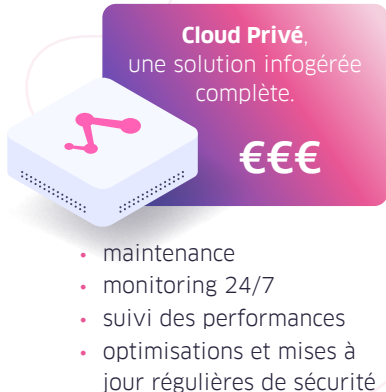 Cloud Privé,
une solution infogérée
complète.
€€€
• maintenance
• monitoring 24/7
• suivi des performances
• optimisations et mises à
jour régulières de sécurité